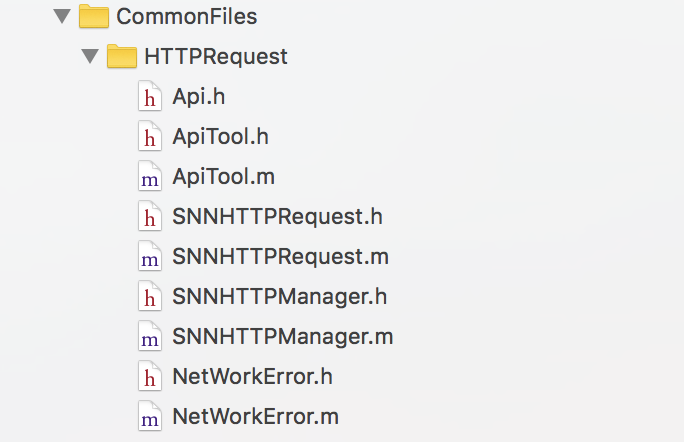 CommonFiles
HTTPRequest
h Api.h
h ApiTool.h
m ApiTool.m
h SNNHTTPRequest.h
m SNNHTTPRequest.m
h SNNHTTPManager.h
m SNNHTTPManager.m
h NetWorkError.h
m NetWorkError.m